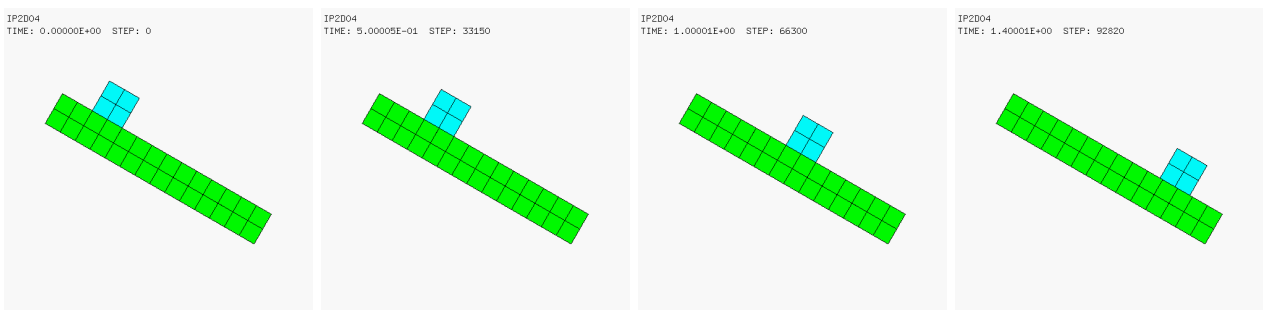 IP2D04
TIME: 0.00000E+00  STEP: 0
IP2D04
TIME: 5.00005E-01  STEP: 33150
IP2D04
TIME: 1.00001E+00  STEP: 66300
IP2D04
TIME: 1.40001E+00  STEP: 92820